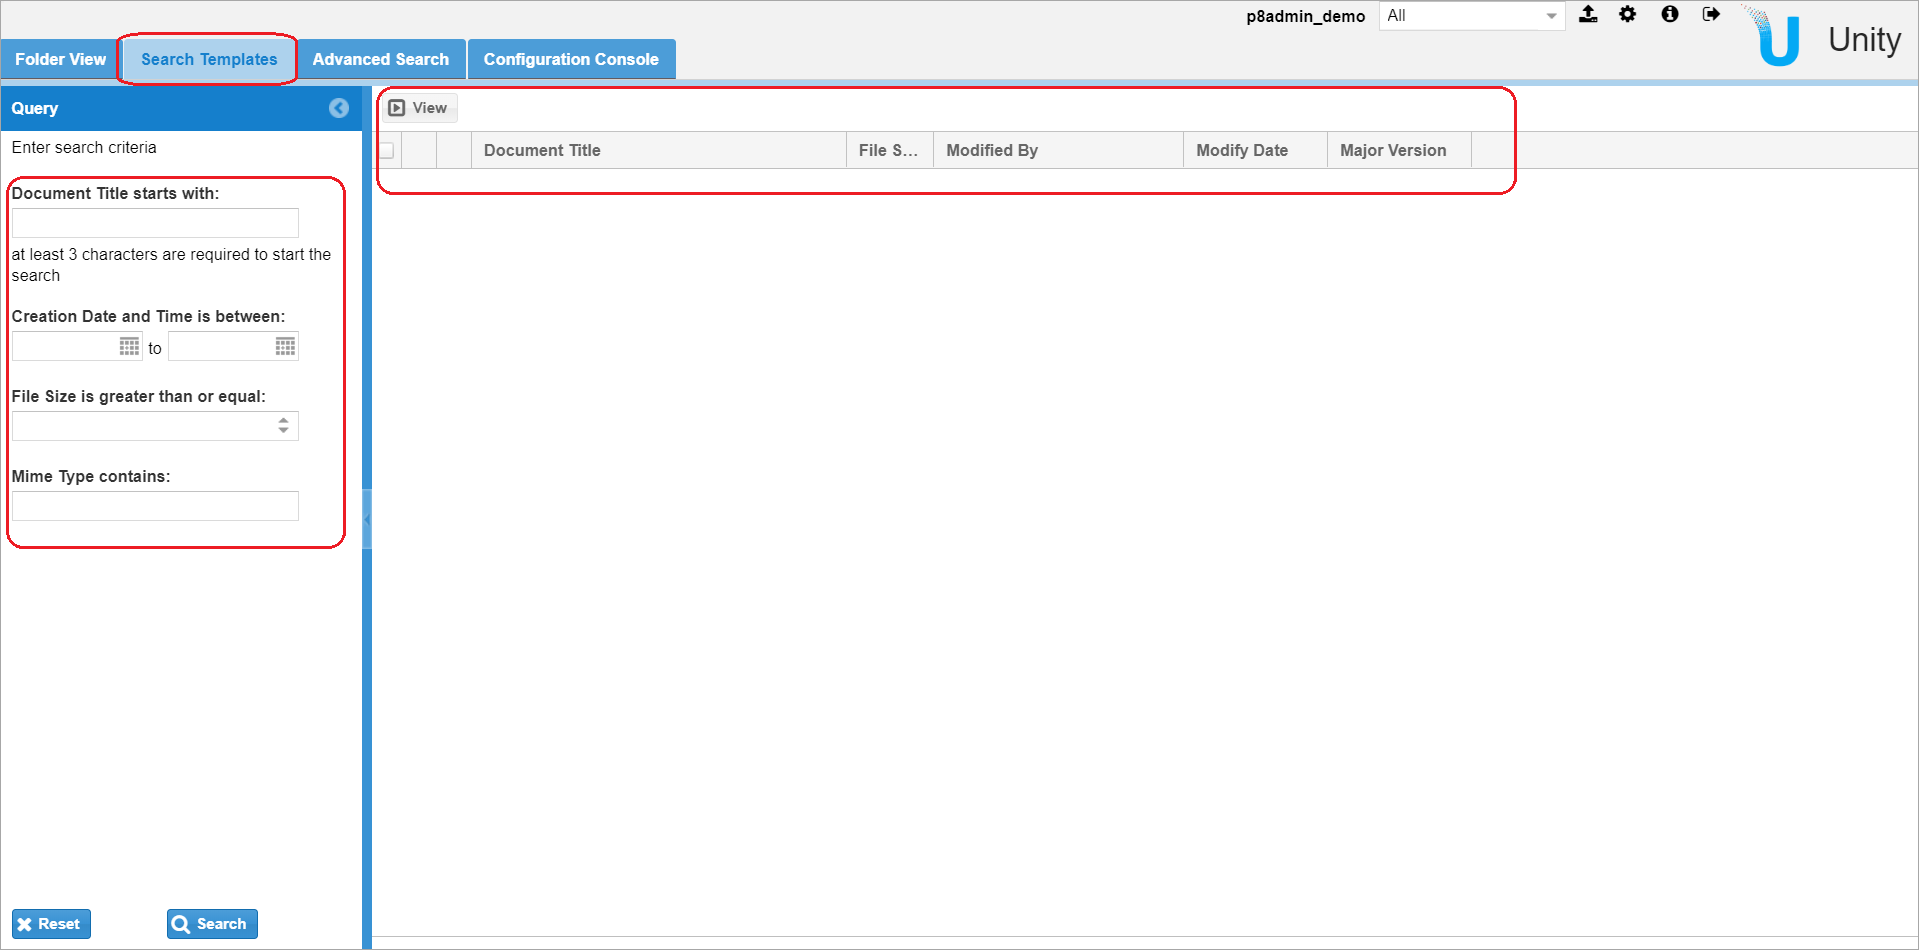 p8admin_demo All
Unity
Folder View Search Templates Advanced Search Configuration Console
Query
View
Enter search criteria
Document Title File S... Modified By Modify Date Major Version
Document Title starts with:
at least 3 characters are required to start the
search
Creation Date and Time is between:
to
File Size is greater than or equal:
Mime Type contains:
Reset Search